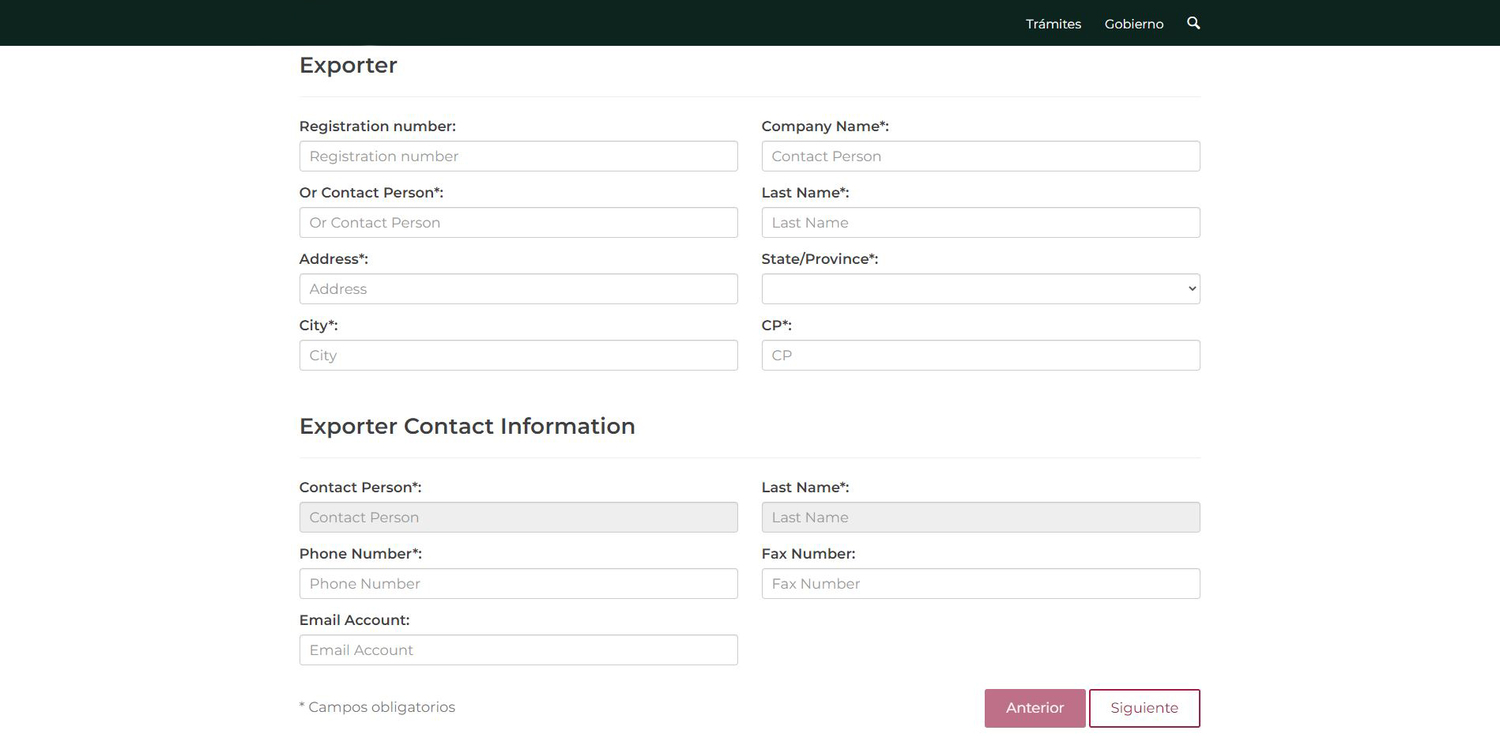 Trámites Gobierno
Exporter
Registration number: Company Name*:
Registration number Contact Person
Or Contact Person*: Last Name*:
Or Contact Person Last Name
Address*: State/Province*:
Address
City*: CP*:
City CP
Exporter Contact Information
Contact Person*: Last Name*:
Contact Person Last Name
Phone Number*: Fax Number:
Phone Number Fax Number
Email Account:
Email Account
* Campos obligatorios Anterior Siguiente